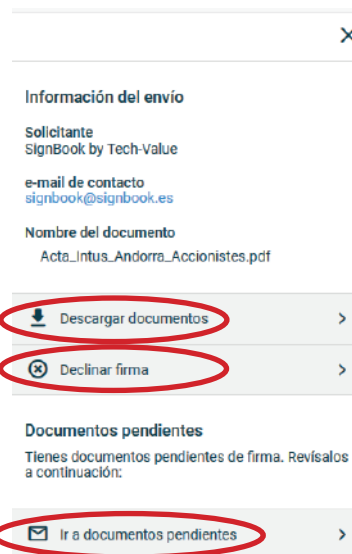 Información del envío
Solicitante
SignBook by Tech-Value
e-mail de contacto
signbook@signbook.es
Nombre del documento
Acta_Intus_Andorra_Accionistes.pdf
Descargar documentos
Declinar firma
Documentos pendientes
Tienes documentos pendientes de firma. Revísalos
a continuación:
Ir a documentos pendientes